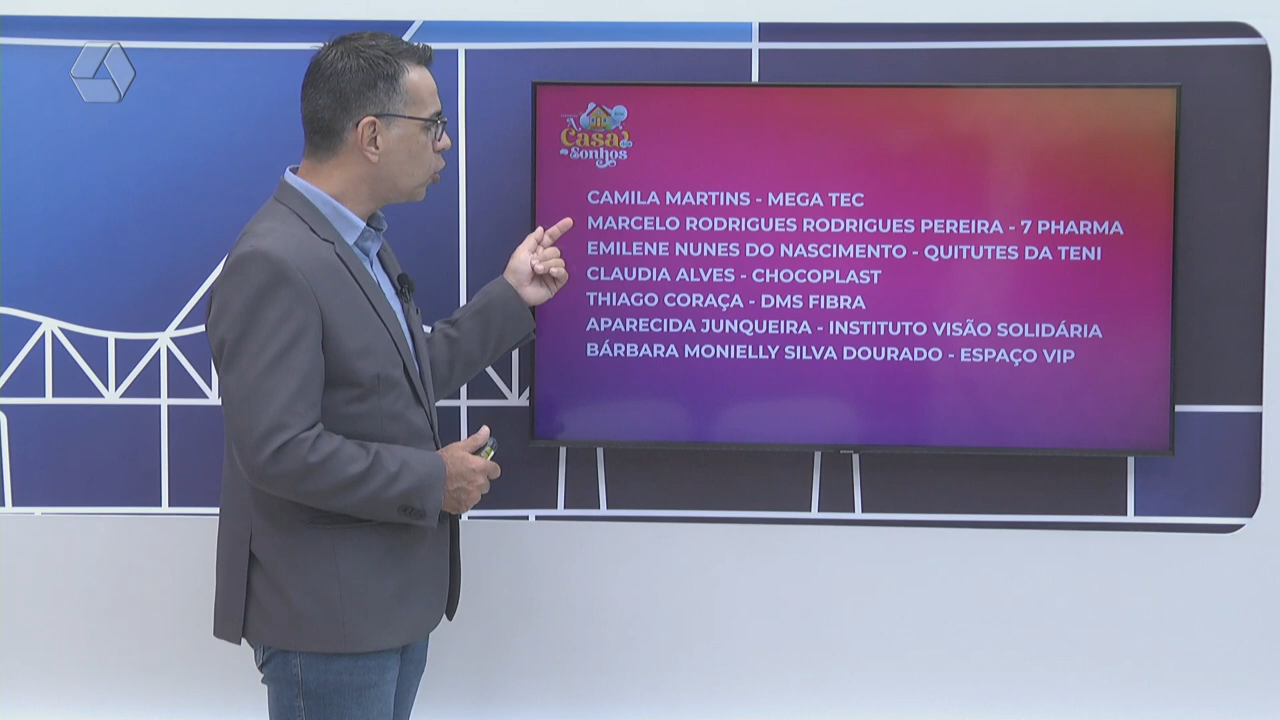 Casa
Sonhos
CAMILA MARTINS - MEGA TEC
MARCELO RODRIGUES RODRIGUES PEREIRA - 7 PHARMA
EMILENE NUNES DO NASCIMENTO - QUITUTES DA TENI
CLAUDIA ALVES - CHOCOPLAST
THIAGO CORAÇA - DMS FIBRA
APARECIDA JUNQUEIRA - INSTITUTO VISÃO SOLIDÁRIA
BÁRBARA MONIELLY SILVA DOURADO - ESPAÇO VIP